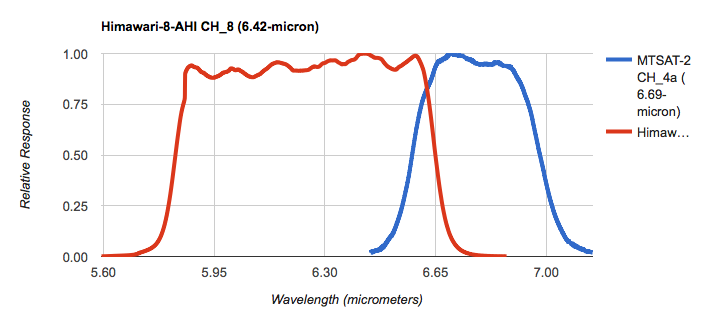 Himawari-8-AHI CH_8 (6.42-micron)
1.00
0.75
0.50
0.25
0.00
Relative Response
5.60 5.95 6.30 6.65 7.00
Wavelength (micrometers)
MTSAT-2
CH_4a (
6.69-
micron)
Himaw...